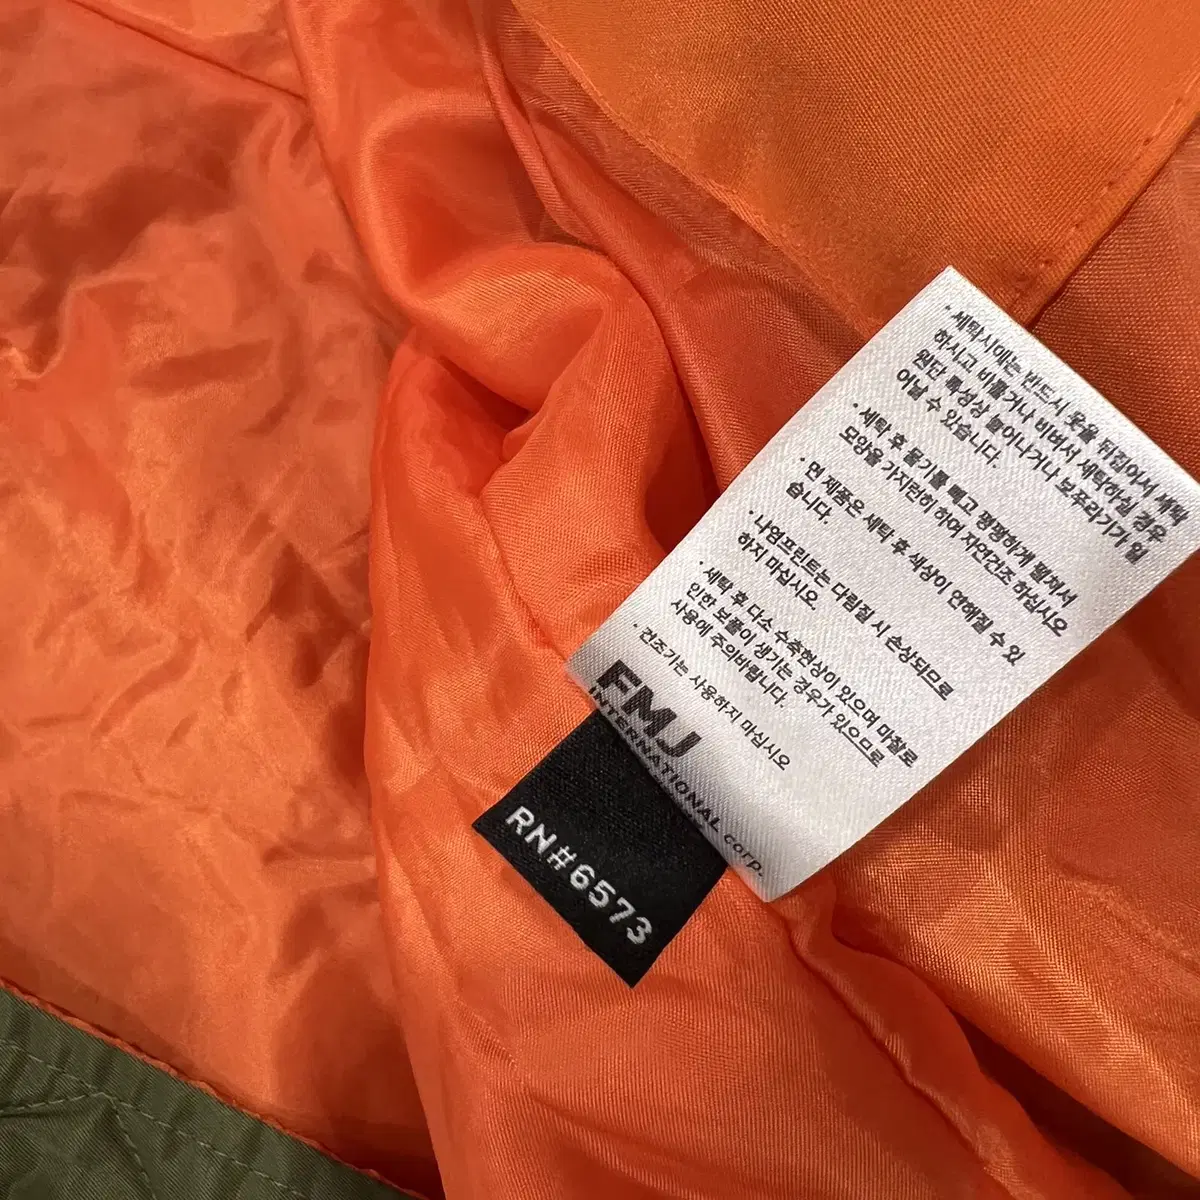 · 세탁시에는 반드시 옷을 뒤집어서 세탁
하시고 비틀거나 비벼서 세탁하실 경우
원단 특성상 늘어나거나 보푸라기가 일
어날 수 있습니다.
· 세탁 후 물기를 빼고 평평하게 펼쳐서
모양을 가지런히 하여 자연건조 하십시오
· 면 제품은 세탁 후 색상이 연해질 수 있
습니다.
· 나염프린트는 다림질 시 손상되므로
하지 마십시오.
· 세탁 후 다소 수축현상이 있으며 마찰로
인한 보풀이 생기는 경우가 있으므로
사용에 주의바랍니다.
· 건조기는 사용하지 마십시오
FMJ
INTERNATIONAL corp.
RN#6573